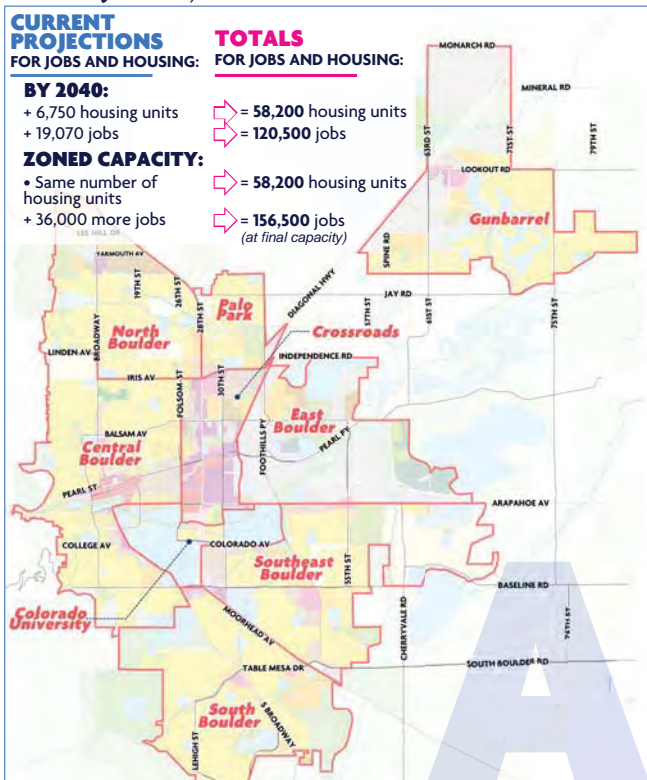 CURRENT
PROJECTIONS
FOR JOBS AND HOUSING:
TOTALS
FOR JOBS AND HOUSING:
BY 2040:
+ 6,750 housing units
= 58,200 housing units
+ 19,070 jobs
= 120,500 jobs
ZONED CAPACITY:
• Same number of
housing units
= 58,200 housing units
+ 36,000 more jobs
= 156,500 jobs
(at final capacity)
MONARCH RD
MINERAL RD
63RD ST
71ST ST
79TH ST
LOOKOUT RD
Gunbarrel
SPINE RD
LEE HILL DR
YARMOUTH AV
19TH ST
26TH ST
28TH ST
BROADWAY
North
Boulder
Palo
Park
DIAGONAL HWY
JAY RD
57TH ST
61ST ST
75TH ST
Crossroads
LINDEN AV
INDEPENDENCE RD
IRIS AV
FOLSOM ST
30TH ST
East
Boulder
BALSAM AV
Central
Boulder
FOOTHILLS PY
PEARL PY
PEARL ST
ARAPAHOE AV
COLLEGE AV
COLORADO AV
Southeast
Boulder
55TH ST
BASELINE RD
Colorado
University
MOORHEAD AV
CHERRYVALE RD
76TH ST
TABLE MESA DR
SOUTH BOULDER RD
South
Boulder
S BROADWAY
LEHIGH ST
A